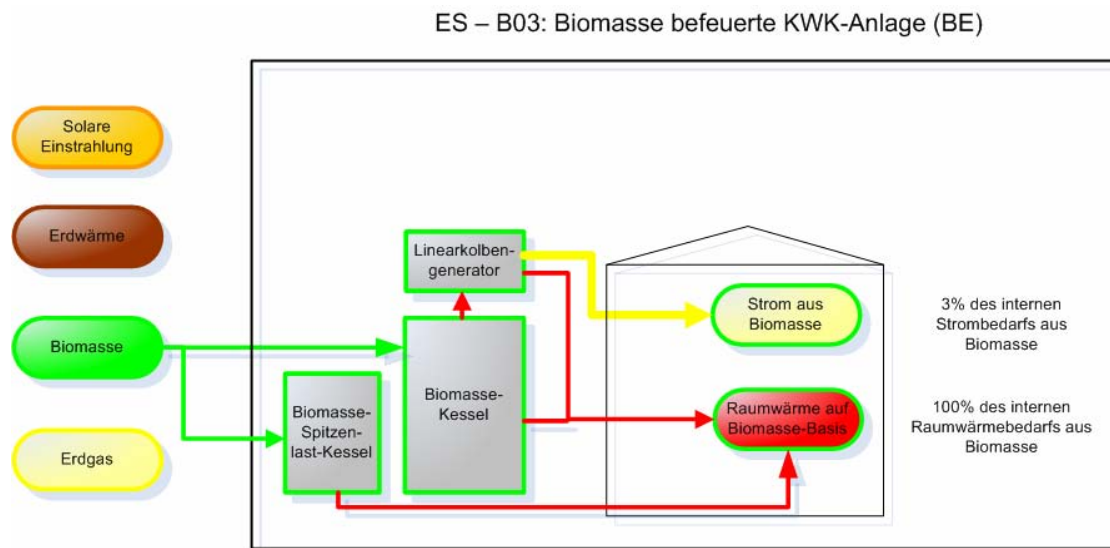 ES – B03: Biomasse befeuerte KWK-Anlage (BE)
Solare
Einstrahlung
Erdwärme
Biomasse
Erdgas
Linearkolben-
generator
Biomasse-
Kessel
Biomasse-
Spitzen-
last-Kessel
Strom aus
Biomasse
Raumwärme auf
Biomasse-Basis
3% des internen
Strombedarfs aus
Biomasse
100% des internen
Raumwärmebedarfs aus
Biomasse